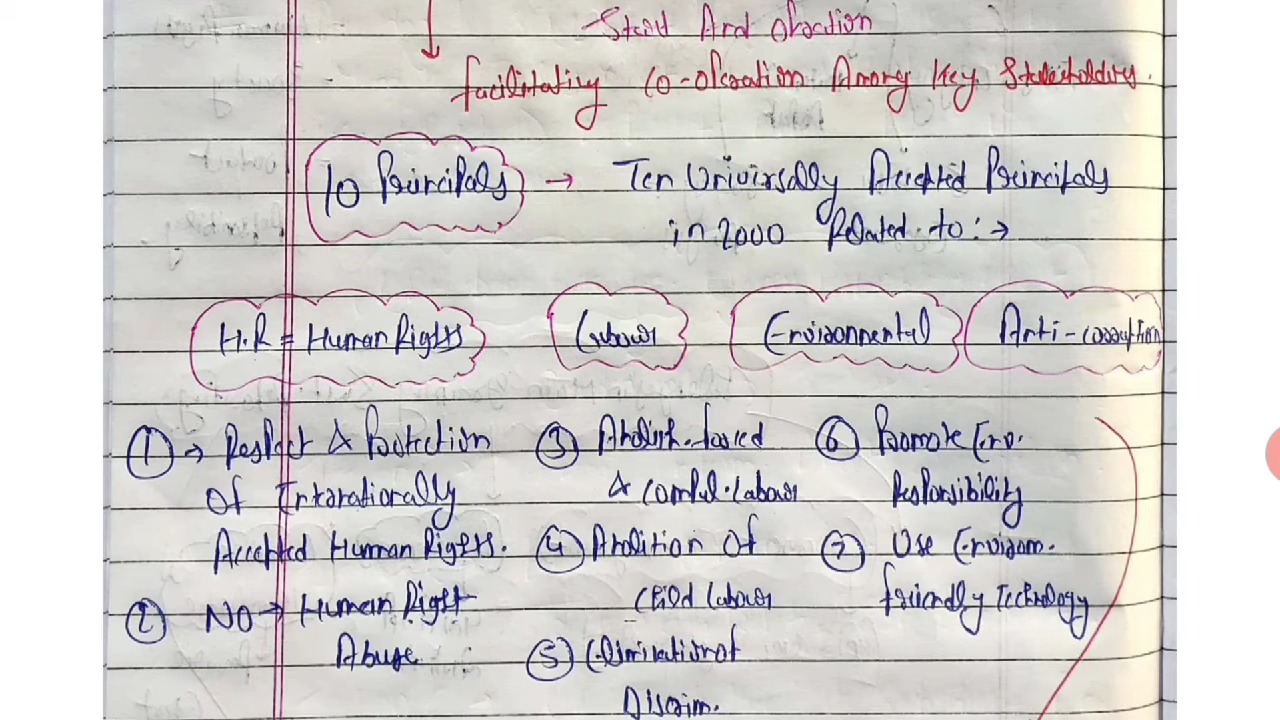 - Start And Operation
Facilitating Co-operation Among Key Stakeholders.
10 Principals → Ten Universally Accepted Principals
in 2000 Related to :→
H.R = Human Rights
Labour
Environmental
Anti-corruption
① → Respect & Protection
Of Internationally
Accepted Human Rights.
② NO → Human Right
Abuse
③ Abolish. forced
& compul. labour
④ Abolition Of
Child labour
⑤ Elimination of
Discrim.
⑥ Promote Env.
Responsibility
⑦ Use Environm.
friendly Technology